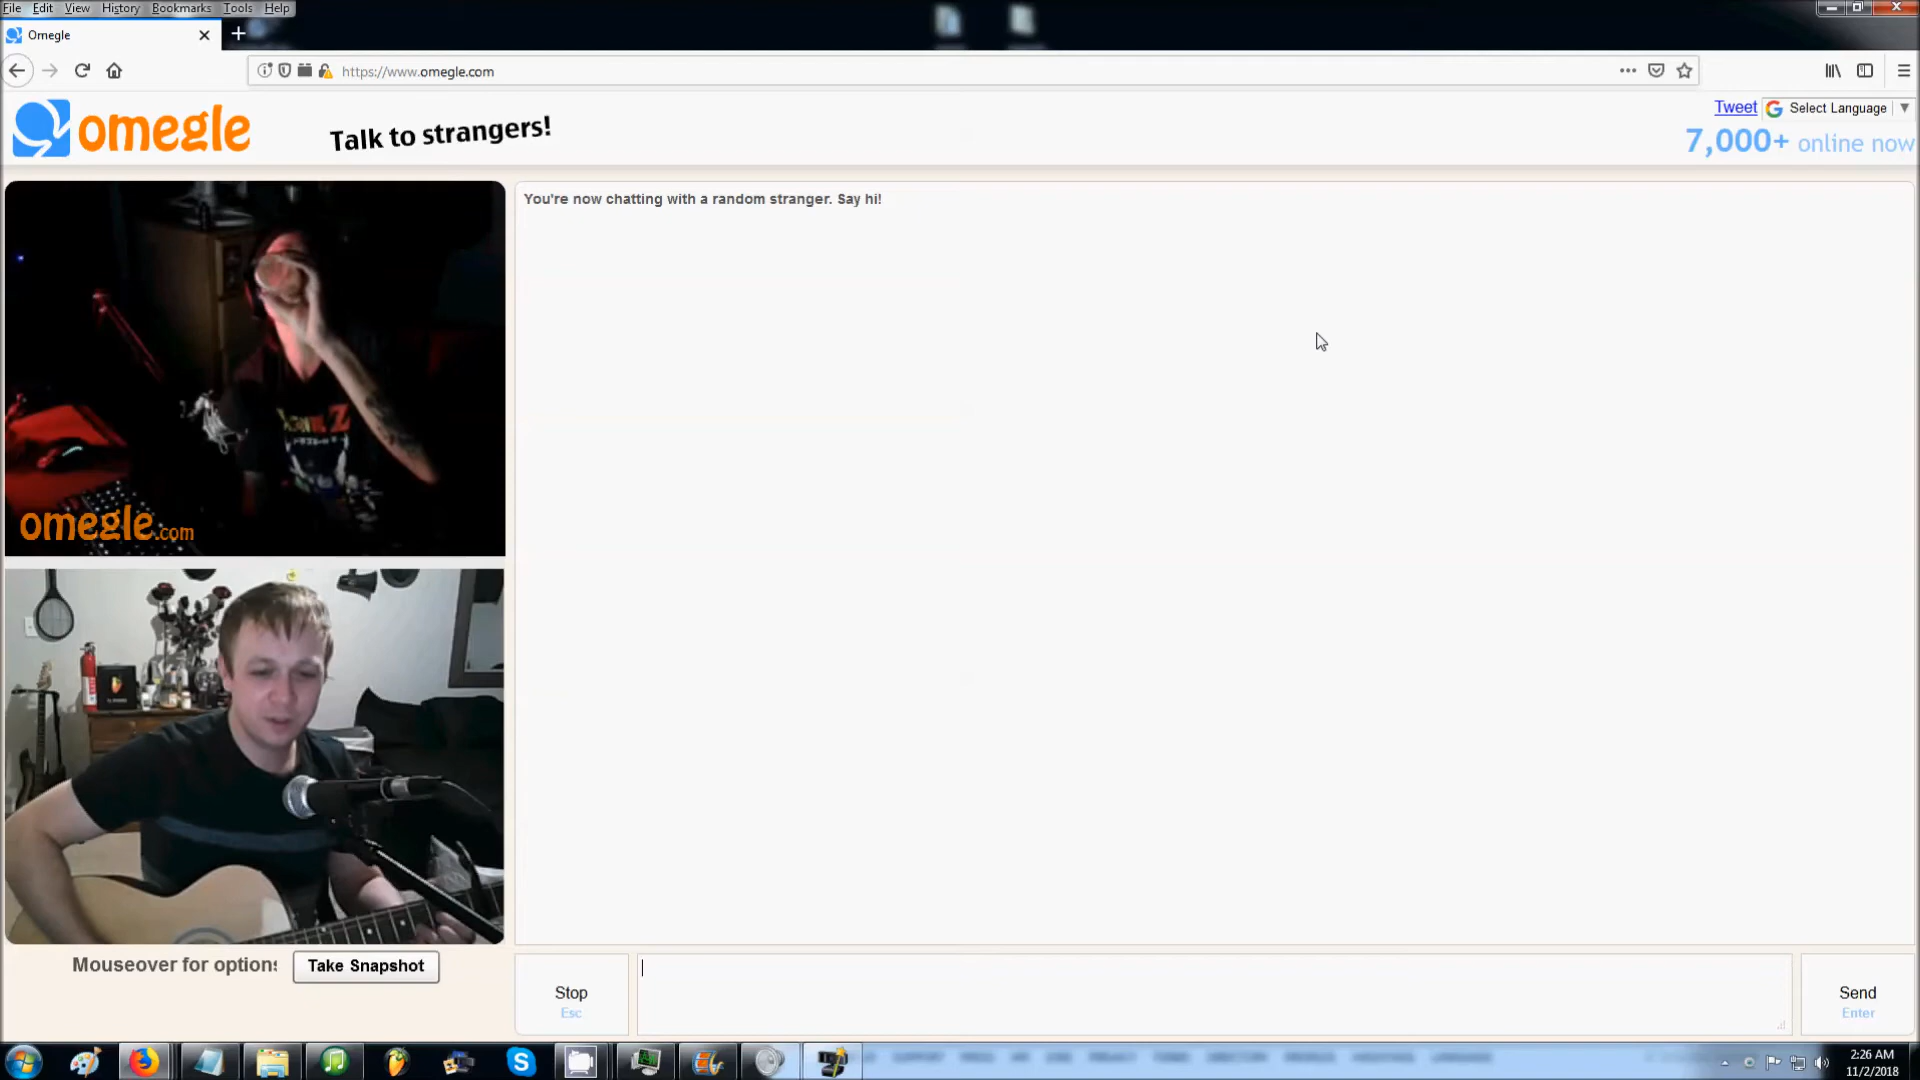 File Edit View History Bookmarks Tools Help
Omegle
https://www.omegle.com
omegle
Talk to strangers!
Tweet
Select Language
7,000+ online now
You're now chatting with a random stranger. Say hi!
omegle.com
Mouseover for options
Take Snapshot
Stop
Esc
Send
Enter
2:26 AM
11/2/2018